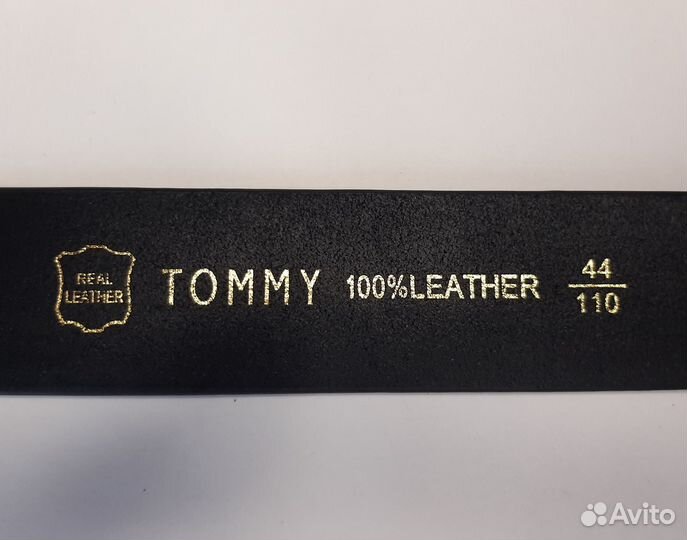 REAL
LEATHER
TOMMY 100%LEATHER
44
110
Avito